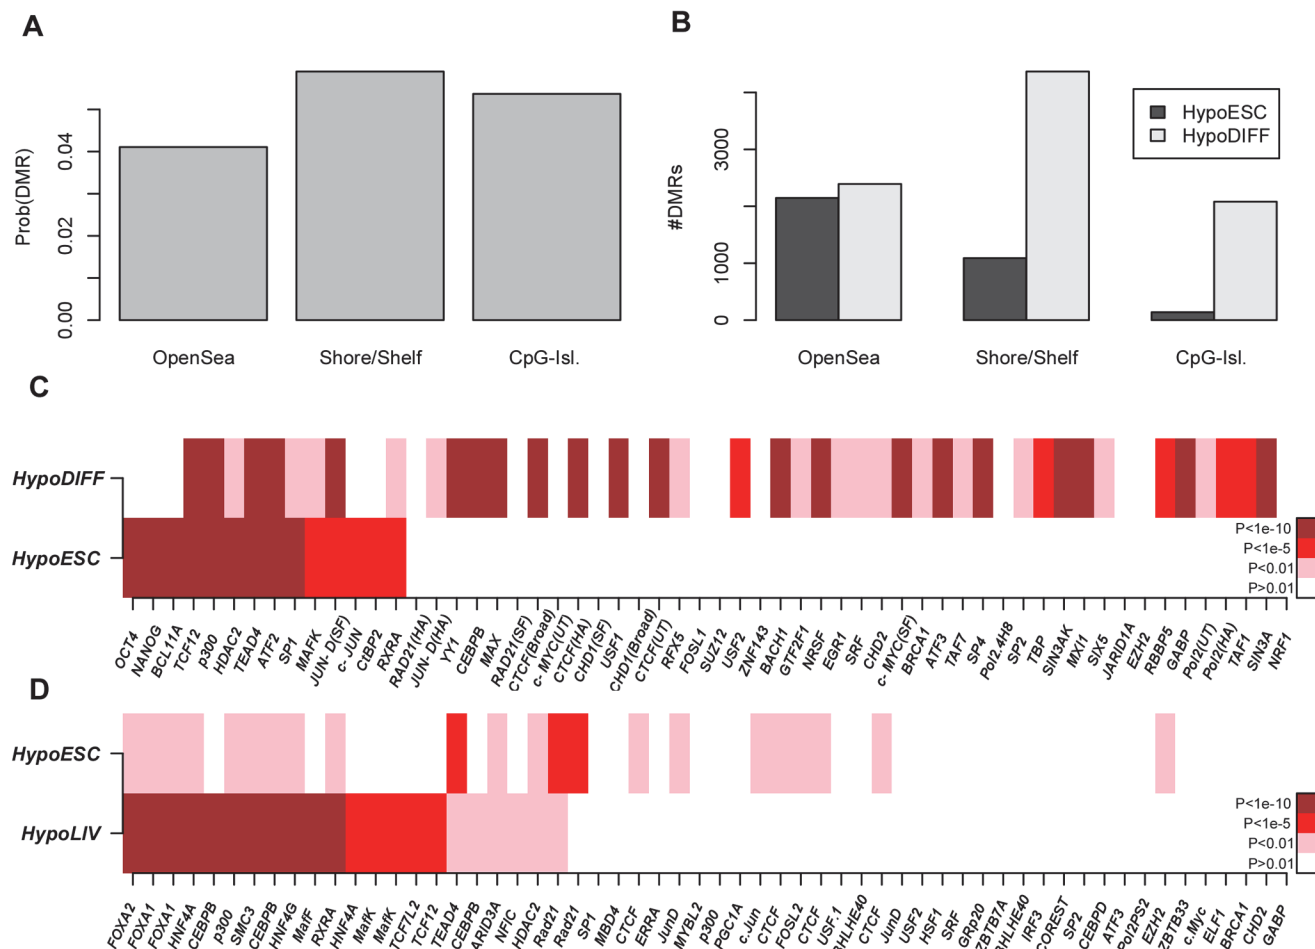 A
Prob(DMR)
0.00
0.02
0.04
OpenSea
Shore/Shelf
CpG-Isl.
B
#DMRs
0
1000
3000
HypoESC
HypoDIFF
OpenSea
Shore/Shelf
CpG-Isl.
C
HypoDIFF
HypoESC
P<1e-10
P<1e-5
P<0.01
P>0.01
OCT4
NANOG
BCL11A
TCF12
p300
HDAC2
TEAD4
ATF2
SP1
MAFK
JUN- D(SF)
c- JUN
CtBP2
RXRA
RAD21(HA)
JUN- D(HA)
YY1
CEBPB
MAX
RAD21(SF)
CTCF(Broad)
c- MYC(UT)
CTCF(HA)
CHD1(SF)
USF1
CHD1(Broad)
CTCF(UT)
RFX5
FOSL1
SUZ12
USF2
ZNF143
BACH1
GTF2F1
NRSF
EGR1
SRF
CHD2
c- MYC(SF)
BRCA1
ATF3
TAF7
SP4
Pol2.4H8
SP2
TBP
SIN3AK
MXI1
SIX5
JARID1A
EZH2
RBBP5
GABP
Pol2(UT)
Pol2(HA)
TAF1
SIN3A
NRF1
D
HypoESC
HypoLIV
P<1e-10
P<1e-5
P<0.01
P>0.01
FOXA2
FOXA1
FOXA1
HNF4A
CEBPB
p300
SMC3
CEBPB
HNF4G
MafF
RXRA
HNF4A
MafK
MafK
TCF7L2
TCF12
TEAD4
CEBPB
ARID3A
NFIC
HDAC2
Rad21
Rad21
SP1
MBD4
CTCF
ERRA
JunD
MYBL2
p300
PGC1A
c.Jun
CTCF
FOSL2
CTCF
USF.1
BHLHE40
CTCF
JunD
USF2
HSF1
SRF
GRp20
ZBTB7A
BHLHE40
IRF3
COREST
SP2
CEBPD
ATF3
OU2PS2
EZH2
ZBTB33
c.Myc
ELF1
BRCA1
CHD2
GABP